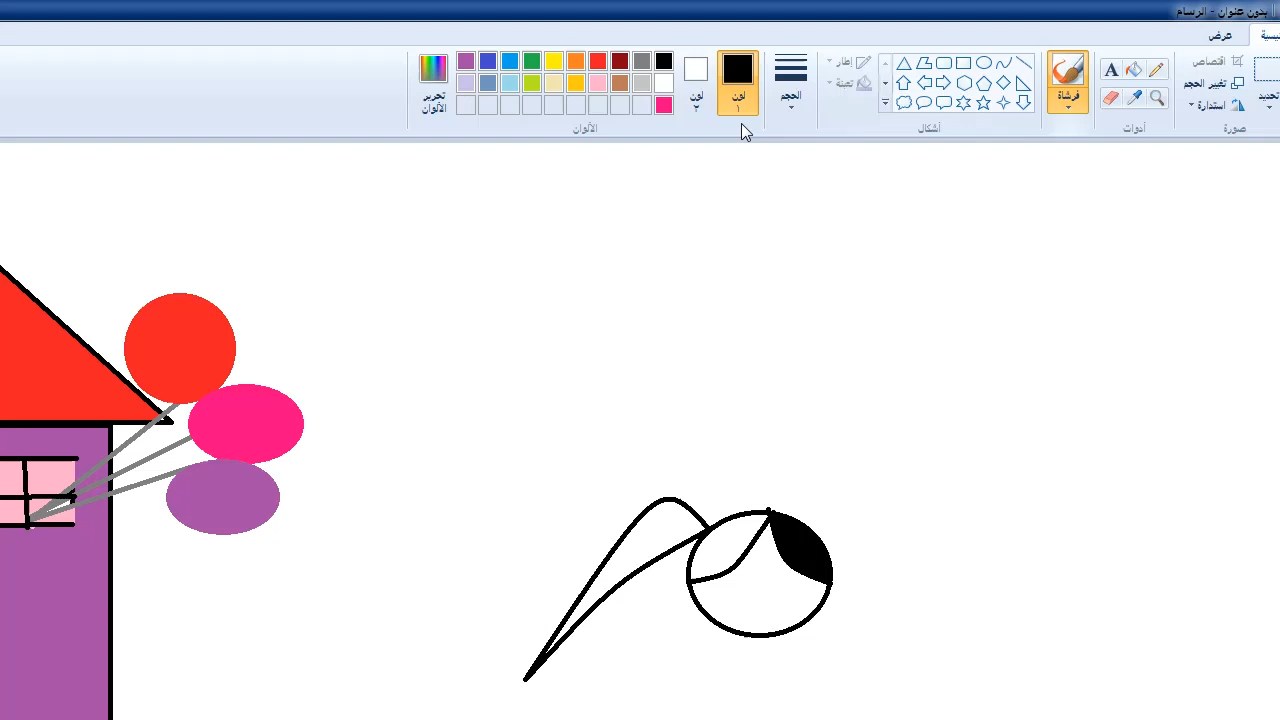 بدون عنوان - الرسام
عرض
اقتصاص
تغيير الحجم
استدارة
صورة
تحديد
A
أدوات
فرشاة
إطار
تعبئة
أشكال
الحجم
لون
١
لون
٢
تحرير
الألوان
الألوان